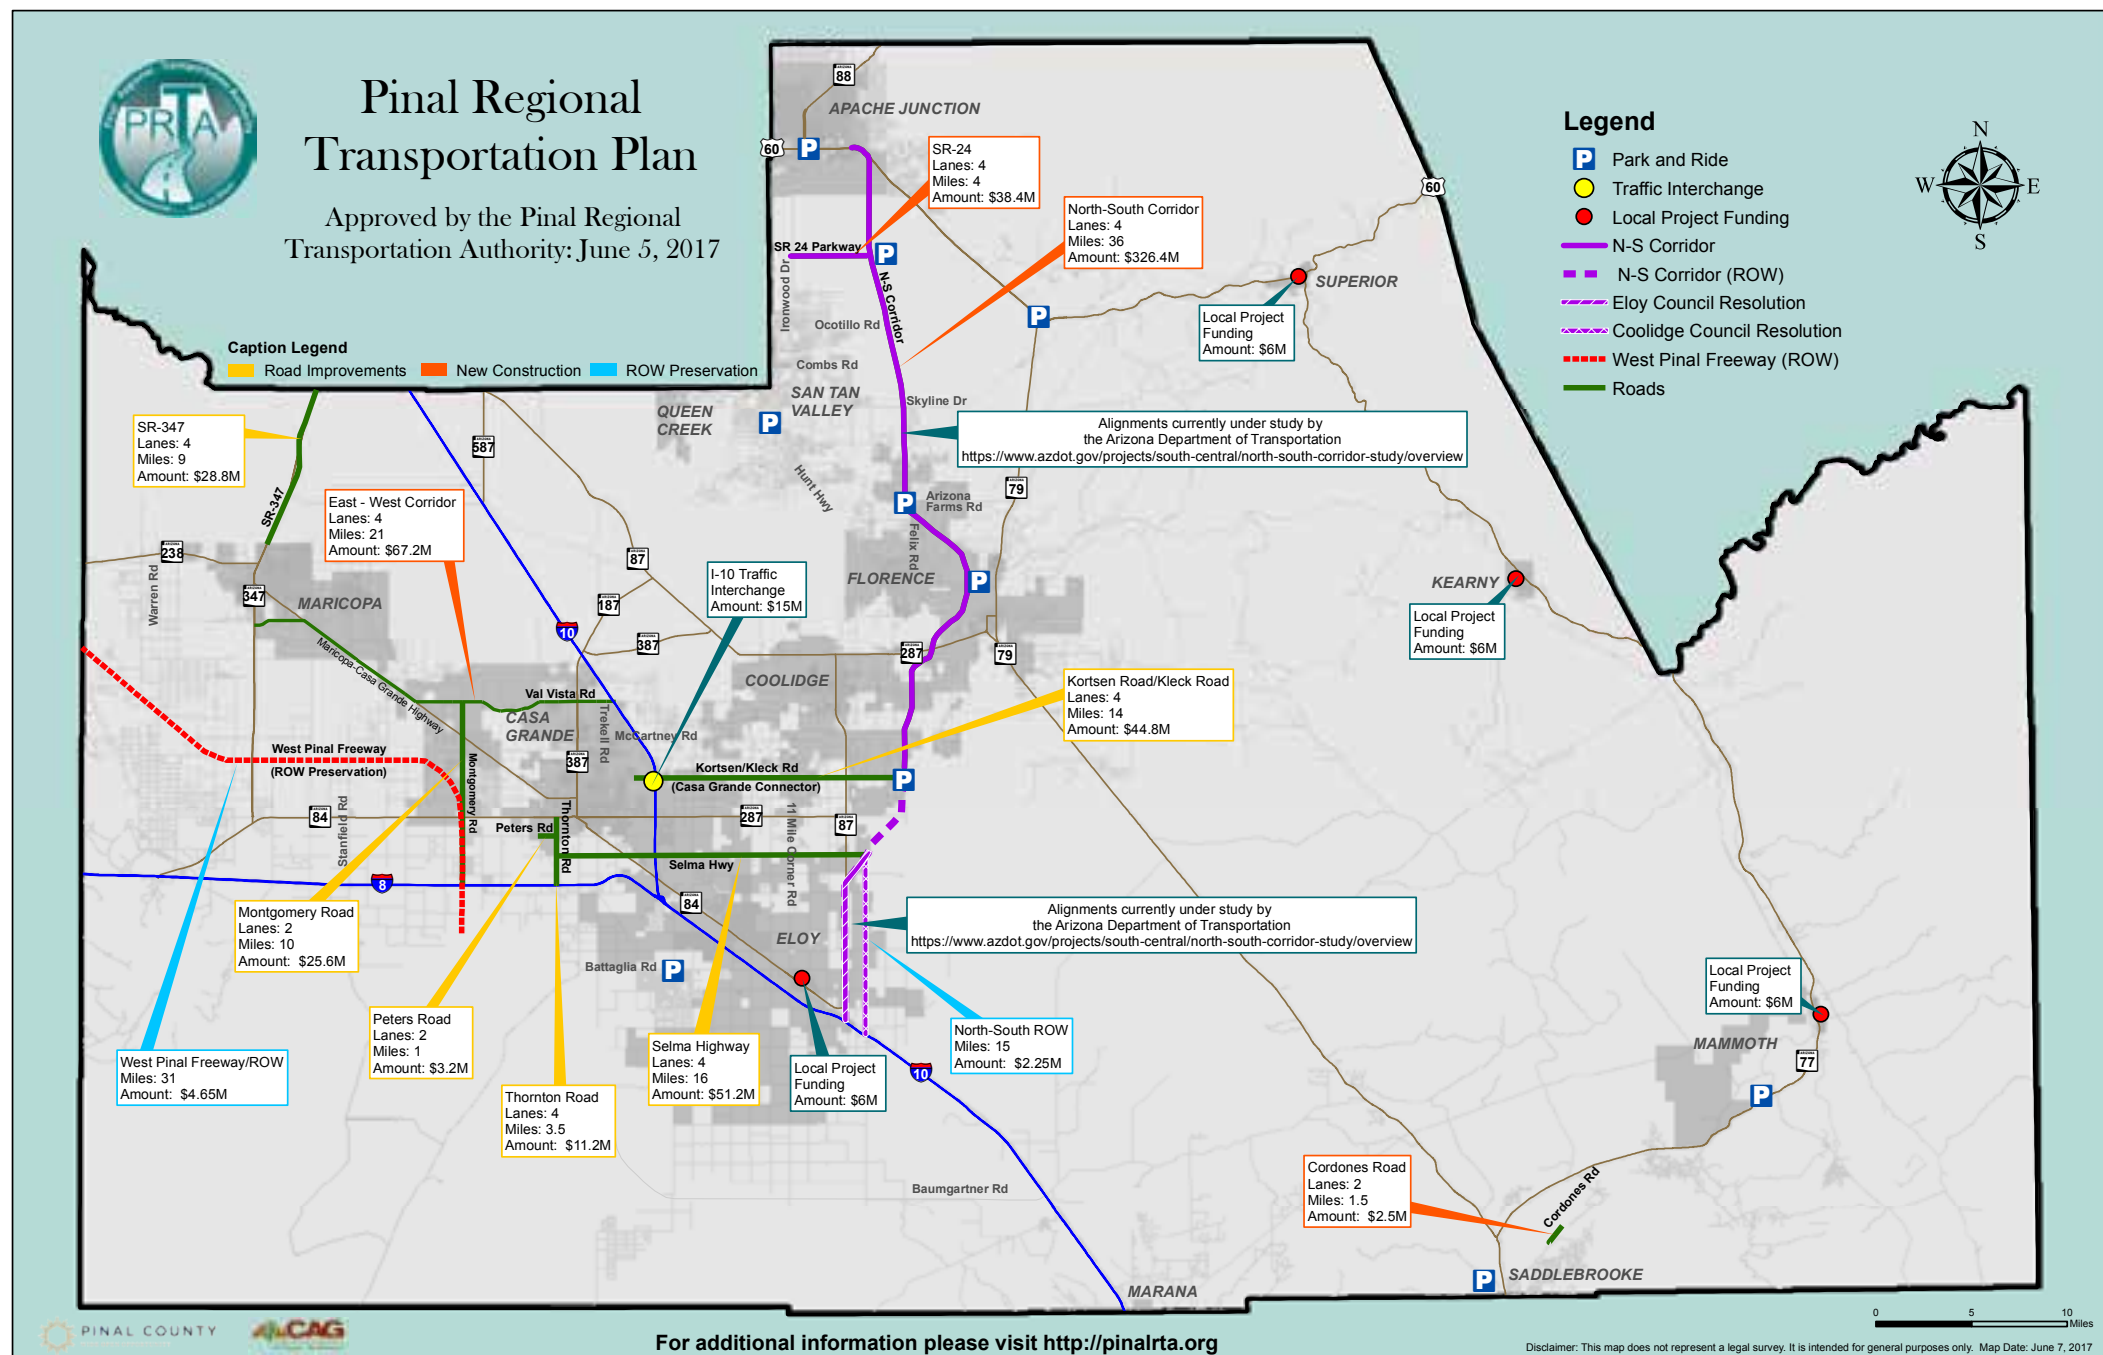 PRTA
Pinal Regional
Transportation Plan
Approved by the Pinal Regional
Transportation Authority: June 5, 2017
Caption Legend
Road Improvements
New Construction
ROW Preservation
Legend
Park and Ride
Traffic Interchange
Local Project Funding
N-S Corridor
N-S Corridor (ROW)
Eloy Council Resolution
Coolidge Council Resolution
West Pinal Freeway (ROW)
Roads
N
W
E
S
88
APACHE JUNCTION
60
P
SR-24
Lanes: 4
Miles: 4
Amount: $38.4M
North-South Corridor
Lanes: 4
Miles: 36
Amount: $326.4M
60
SR 24 Parkway
P
Ironwood Dr
N-S Corridor
Ocotillo Rd
P
SUPERIOR
Local Project
Funding
Amount: $6M
Combs Rd
SAN TAN
VALLEY
Skyline Dr
QUEEN
CREEK
P
Alignments currently under study by
the Arizona Department of Transportation
https://www.azdot.gov/projects/south-central/north-south-corridor-study/overview
SR-347
Lanes: 4
Miles: 9
Amount: $28.8M
587
Hunt Hwy
79
P
Arizona
Farms Rd
SR-347
East - West Corridor
Lanes: 4
Miles: 21
Amount: $67.2M
238
Warren Rd
347
MARICOPA
87
187
10
387
Felix Rd
FLORENCE
P
I-10 Traffic
Interchange
Amount: $15M
KEARNY
Local Project
Funding
Amount: $6M
287
79
Maricopa-Casa Grande Highway
COOLIDGE
Val Vista Rd
CASA
GRANDE
Trekell Rd
McCartney Rd
Kortsen Road/Kleck Road
Lanes: 4
Miles: 14
Amount: $44.8M
West Pinal Freeway
(ROW Preservation)
Montgomery Rd
387
Kortsen/Kleck Rd
(Casa Grande Connector)
P
Stanfield Rd
84
Peters Rd
Thornton Rd
287
11 Mile Corner Rd
87
Selma Hwy
8
84
Montgomery Road
Lanes: 2
Miles: 10
Amount: $25.6M
ELOY
Alignments currently under study by
the Arizona Department of Transportation
https://www.azdot.gov/projects/south-central/north-south-corridor-study/overview
Battaglia Rd
P
Peters Road
Lanes: 2
Miles: 1
Amount: $3.2M
West Pinal Freeway/ROW
Miles: 31
Amount: $4.65M
Thornton Road
Lanes: 4
Miles: 3.5
Amount: $11.2M
Selma Highway
Lanes: 4
Miles: 16
Amount: $51.2M
Local Project
Funding
Amount: $6M
North-South ROW
Miles: 15
Amount: $2.25M
10
Local Project
Funding
Amount: $6M
MAMMOTH
77
P
Baumgartner Rd
Cordones Road
Lanes: 2
Miles: 1.5
Amount: $2.5M
Cordones Rd
P
SADDLEBROOKE
MARANA
PINAL COUNTY
CAG
For additional information please visit http://pinalrta.org
0 5 10
Miles
Disclaimer: This map does not represent a legal survey. It is intended for general purposes only. Map Date: June 7, 2017